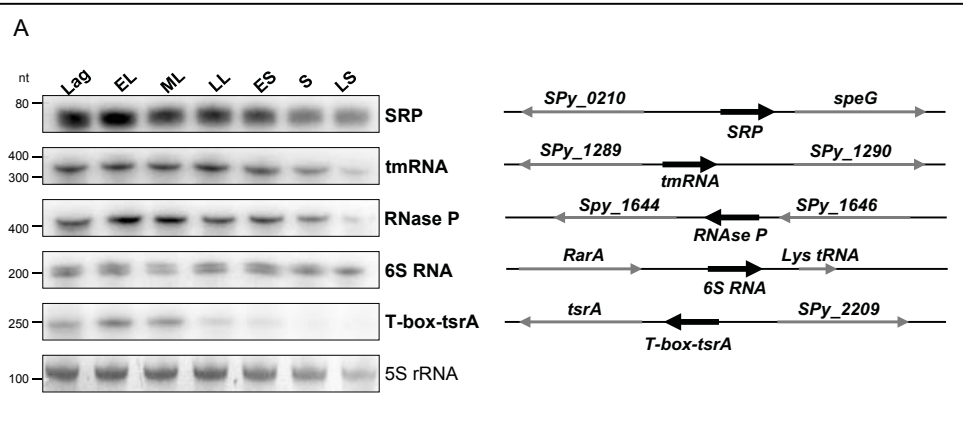 A
nt
Lag EL ML LL ES S LS
80
SRP
400
300
tmRNA
400
RNase P
200
6S RNA
250
T-box-tsrA
100
5S rRNA
SPy_0210 speG
SRP
SPy_1289 SPy_1290
tmRNA
Spy_1644 SPy_1646
RNAse P
RarA Lys tRNA
6S RNA
tsrA SPy_2209
T-box-tsrA